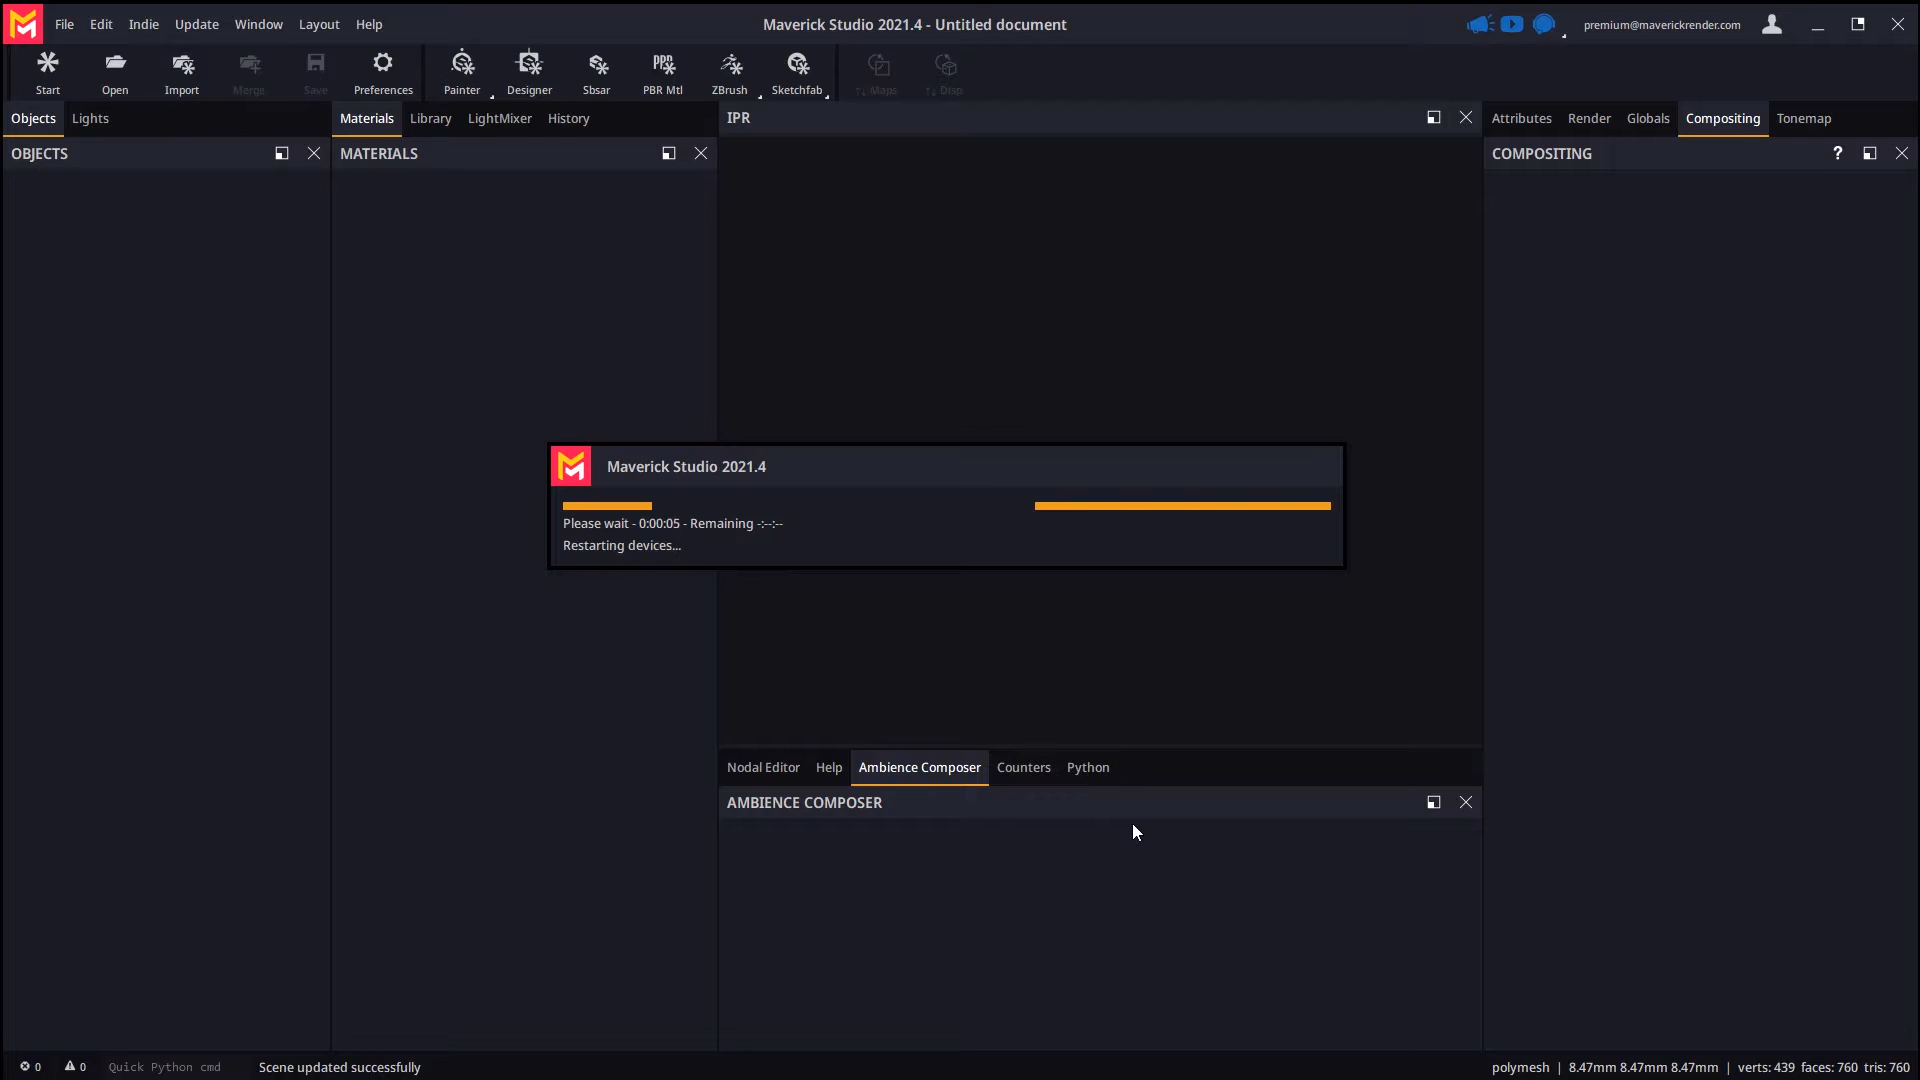 File Edit Indie Update Window Layout Help
Maverick Studio 2021.4 - Untitled document
premium@maverickrender.com
Start Open Import Merge Save Preferences Painter Designer Sbsar PBR Mtl ZBrush Sketchfab ↑↓ Maps ↑↓ Disp
Objects Lights
Materials Library LightMixer History
IPR
Attributes Render Globals Compositing Tonemap
OBJECTS
MATERIALS
COMPOSITING ?
Maverick Studio 2021.4
Please wait - 0:00:05 - Remaining -:--:--
Restarting devices...
Nodal Editor Help Ambience Composer Counters Python
AMBIENCE COMPOSER
0 0 Quick Python cmd Scene updated successfully
polymesh | 8.47mm 8.47mm 8.47mm | verts: 439 faces: 760 tris: 760